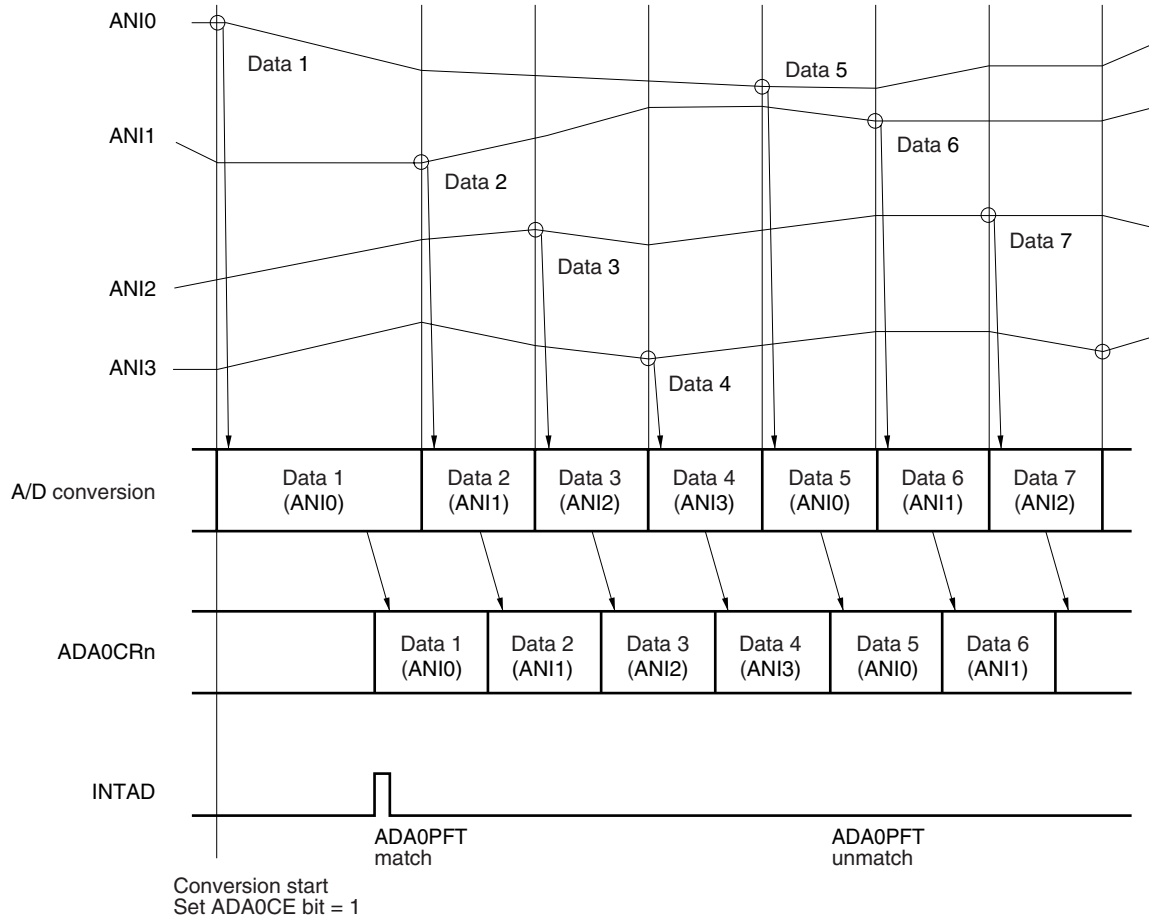 ANI0
Data 1
Data 5
ANI1
Data 6
Data 2
Data 7
Data 3
ANI2
ANI3
Data 4
A/D conversion
Data 1
(ANI0)
Data 2
(ANI1)
Data 3
(ANI2)
Data 4
(ANI3)
Data 5
(ANI0)
Data 6
(ANI1)
Data 7
(ANI2)
ADA0CRn
Data 1
(ANI0)
Data 2
(ANI1)
Data 3
(ANI2)
Data 4
(ANI3)
Data 5
(ANI0)
Data 6
(ANI1)
INTAD
ADA0PFT
match
ADA0PFT
unmatch
Conversion start
Set ADA0CE bit = 1